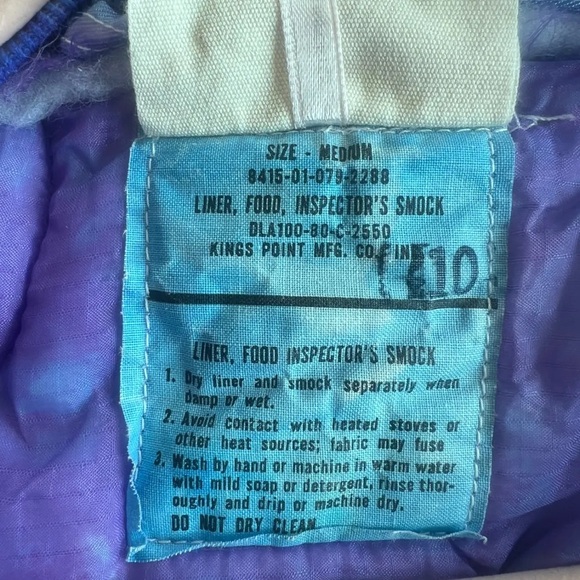 SIZE - MEDIUM
8415-01-079-2288
LINER, FOOD, INSPECTOR'S SMOCK
DLA100-80-C-2550
KINGS POINT MFG. CO., IN
10
LINER, FOOD INSPECTOR'S SMOCK
1. Dry liner and smock separately when
damp or wet.
2. Avoid contact with heated stoves or
other heat sources; fabric may fuse
3. Wash by hand or machine in warm water
with mild soap or detergent, rinse thor-
oughly and drip or machine dry.
DO NOT DRY CLEAN